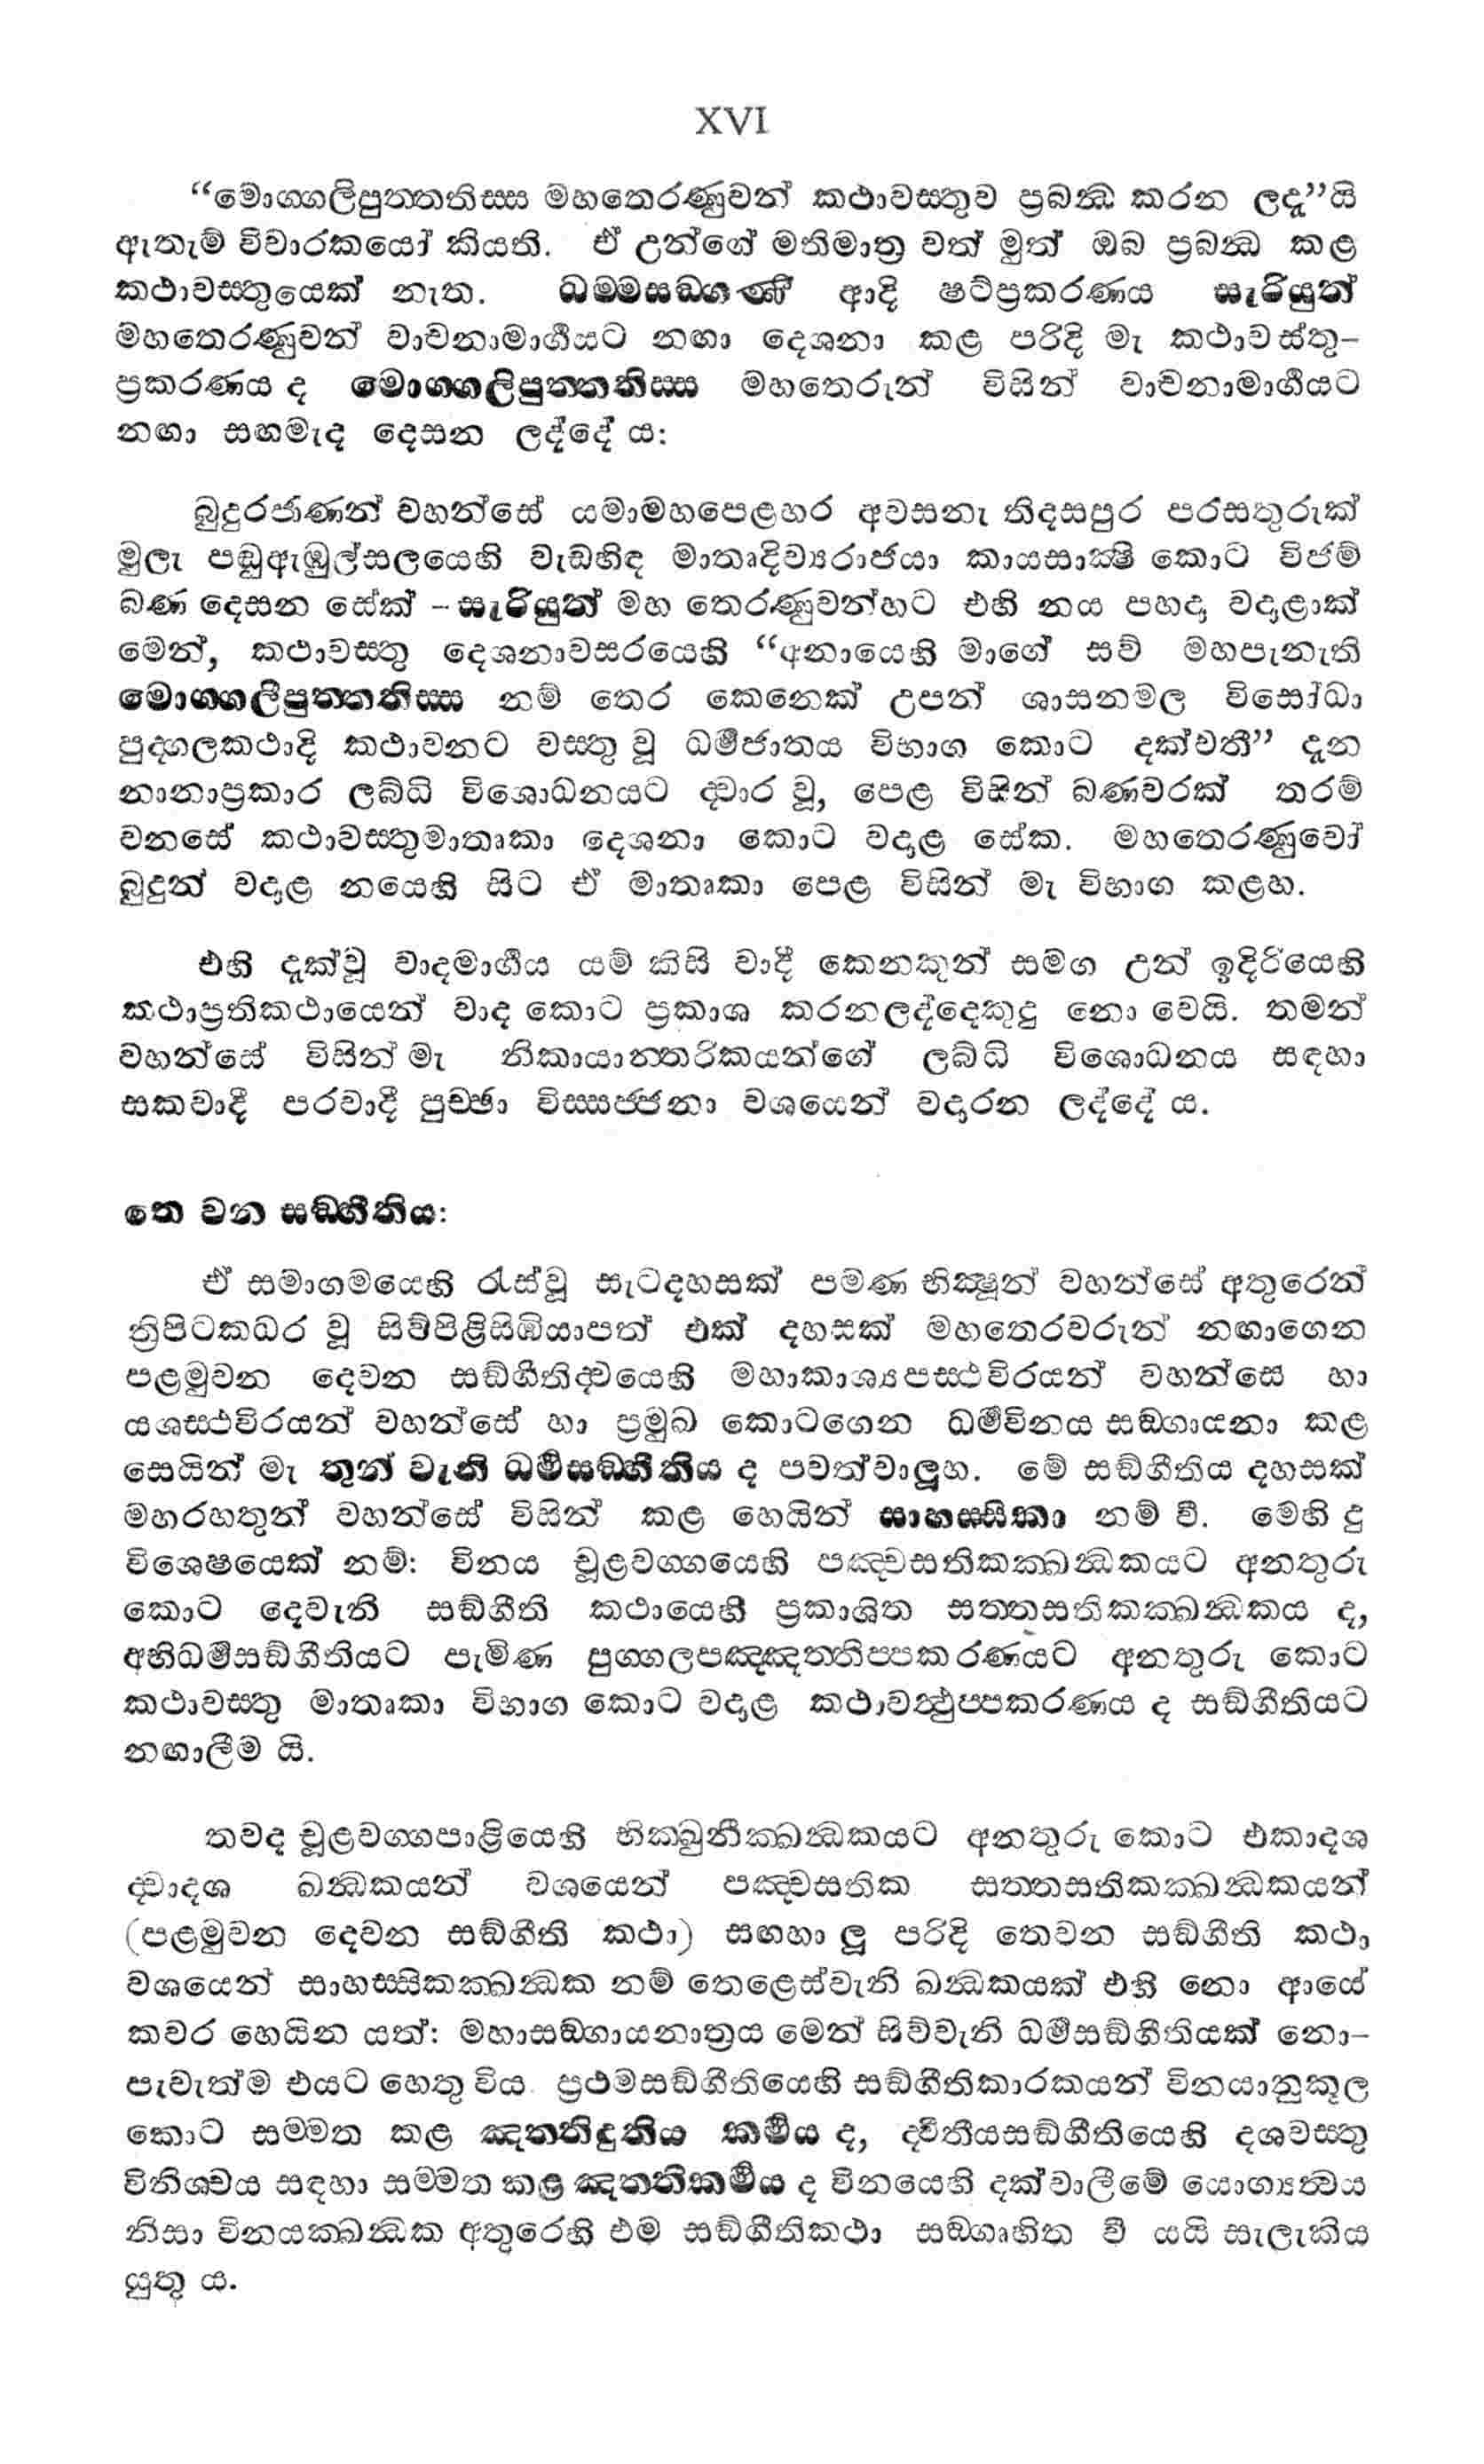 XVI
“මොග්ගලිපුත්තතිස්ස මහතෙරණුවන් කථාවස්තුව ප්‍රබන්ධ කරන ලදැ”යි
ඇතැම් විචාරකයෝ කියති. ඒ උන්ගේ මතිමාත්‍ර වත් මුත් ඔබ ප්‍රබන්ධ කළ
කථාවස්තුයෙක් නැත. ධම්මසඞ්ගණී ආදි ෂට්ප්‍රකරණය සැරියුත්
මහතෙරණුවන් වාචනාමාර්‍ගයට නඟා දෙශනා කළ පරිදි මැ කථාවස්තු-
ප්‍රකරණය ද මොග්ගලිපුත්තතිස්ස මහතෙරුන් විසින් වාචනාමාර්‍ගයට
නඟා සඟමැද දෙසන ලද්දේ ය:
බුදුරජාණන් වහන්සේ යමාමහපෙළහර අවසනැ තිදසපුර පරසතුරුක්
මුලැ පඬුඇඹුල්සලයෙහි වැඩහිඳ මාතෘදිව්‍යරාජයා කායසාක්‍ෂි කොට විජම්
බණ දෙසන සේක් -සැරියුත් මහ තෙරණුවන්හට එහි නය පහදා වදාළාක්
මෙන්, කථාවස්තු දෙශනාවසරයෙහි “අනායෙහි මාගේ සව් මහපැනැති
මොග්ගලීපුත්තතිස්ස නම් තෙර කෙනෙක් උපන් ශාසනමල විසෝධා
පුද්ගලකථාදි කථාවනට වස්තු වූ ධර්‍මජාතය විභාග කොට දක්වතී” දැන
නානාප්‍රකාර ලබ්ධි විශොධනයට ද්වාර වූ, පෙළ විසින් බණවරක් තරම්
වනසේ කථාවස්තුමාතෘකා දෙශනා කොට වදාළ සේක. මහතෙරණුවෝ
බුදුන් වදාළ නයෙහි සිට ඒ මාතෘකා පෙළ විසින් මැ විභාග කළහ.
එහි දැක්වූ වාදමාර්‍ගය යම් කිසි වාදී කෙනකුන් සමග උන් ඉදිරියෙහි
කථාප්‍රතිකථායෙන් වාද කොට ප්‍රකාශ කරනලද්දෙකුදු නො වෙයි. තමන්
වහන්සේ විසින් මැ නිකායාන්තරිකයන්ගේ ලබ්ධි විශොධනය සඳහා
සකවාදී පරවාදී පුච්ඡා විස්සජ්ජනා වශයෙන් වදාරන ලද්දේ ය.
තෙ වන සඞ්ගීතිය:
ඒ සමාගමයෙහි රැස්වූ සැටදහසක් පමණ භික්‍ෂූන් වහන්සේ අතුරෙන්
ත්‍රිපිටකධර වූ සිව්පිළිසිඹියාපත් එක් දහසක් මහතෙරවරුන් නඟාගෙන
පළමුවන දෙවන සඞ්ගීතිද්වයෙහි මහාකාශ්‍යපස්ථවිරයන් වහන්සෙ හා
යශස්ථවිරයන් වහන්සේ හා ප්‍රමුඛ කොටගෙන ධර්‍මවිනය සඞ්ගායනා කළ
සෙයින් මැ තුන් වැනි ධර්‍මසඞ්ගීතිය ද පවත්වාලූහ. මේ සඞ්ගීතිය දහසක්
මහරහතුන් වහන්සේ විසින් කළ හෙයින් සාහස්සිකා නම් වී. මෙහි දු
විශෙෂයෙක් නම්: විනය චූළවග්ගයෙහි පඤ්චසතිකක්ඛන්ධකයට අනතුරු
කොට දෙවැනි සඞ්ගීති කථායෙහි ප්‍රකාශිත සත්තසතිකක්ඛන්ධකය ද,
අභිධර්‍මසඞ්ගීතියට පැමිණ පුග්ගලපඤ්ඤත්තිප්පකරණයට අනතුරු කොට
කථාවස්තු මාතෘකා විභාග කොට වදාළ කථාවත්ථුප්පකරණය ද සඞ්ගීතියට
නඟාලීම යි.
තවද චූළවග්ගපාළියෙහි භික්ඛුනීක්ඛන්ධකයට අනතුරු කොට එකාදශ
ද්වාදශ ඛන්ධකයන් වශයෙන් පඤ්චසතික සත්තසතිකක්ඛන්ධකයන්
(පළමුවන දෙවන සඞ්ගීති කථා) සඟහා ලූ පරිදි තෙවන සඞ්ගීති කථා
වශයෙන් සාහස්සිකක්ඛන්ධක නම් තෙළෙස්වැනි ඛන්ධකයක් එහි නො ආයේ
කවර හෙයින යත්: මහාසඞ්ගායනාත්‍රය මෙන් සිව්වැනි ධර්‍මසඞ්ගීතියක් නො-
පැවැත්ම එයට හෙතු විය. ප්‍රථමසඞ්ගීතියෙහි සඞ්ගීතිකාරකයන් විනයානුකූල
කොට සම්මත කළ ඤත්තිදුතිය කර්‍මය ද, ද්විතීයසඞ්ගීතියෙහි දශවස්තු
විනිශ්චය සඳහා සම්මත කළ ඤත්තිකර්‍මය ද විනයෙහි දක්වාලීමේ යොග්‍යත්වය
නිසා විනයක්ඛන්ධක අතුරෙහි එම සඞ්ගීතිකථා සඞ්ගෘහිත වී යයි සැලැකිය
යුතු ය.